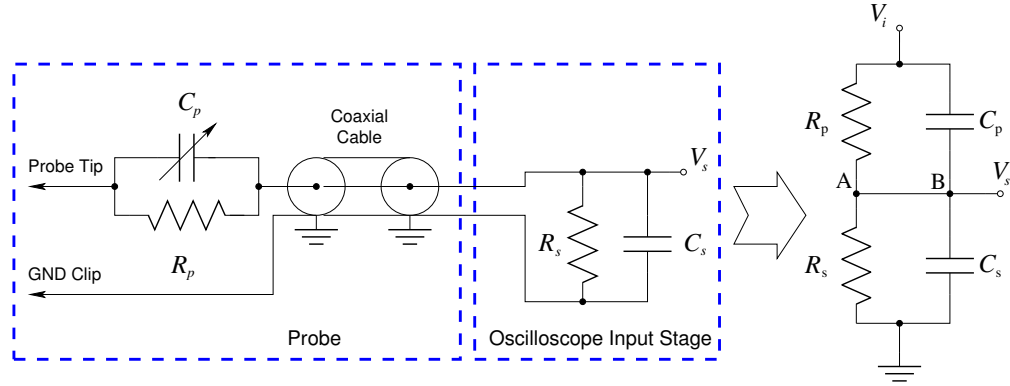 V_i
C_p
Coaxial
Cable
Probe Tip
R_p
GND Clip
Probe
V_s
R_s
C_s
Oscilloscope Input Stage
R_p
C_p
A
B
V_s
R_s
C_s